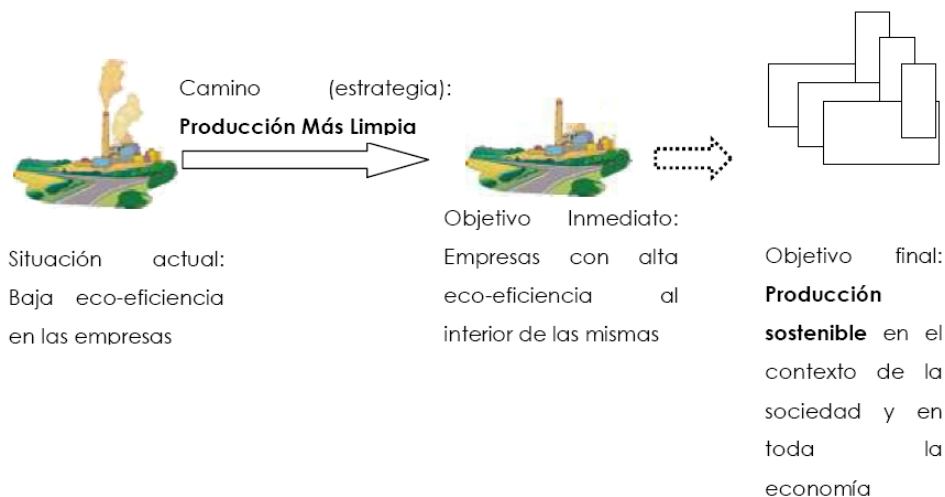 Camino (estrategia):
Producción Más Limpia
Situación actual:
Baja eco-eficiencia
en las empresas
Objetivo Inmediato:
Empresas con alta
eco-eficiencia al
interior de las mismas
Objetivo final:
Producción
sostenible en el
contexto de la
sociedad y en
toda la
economía